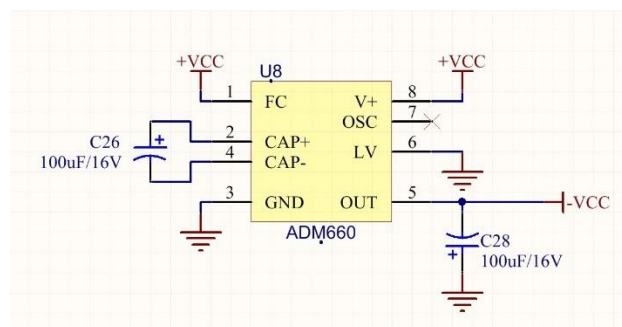 +VCC
+VCC
U8
1
FC
V+
8
OSC
7
C26
100uF/16V
+
2
CAP+
4
CAP-
LV
6
3
GND
OUT
5
-VCC
ADM660
C28
100uF/16V
+